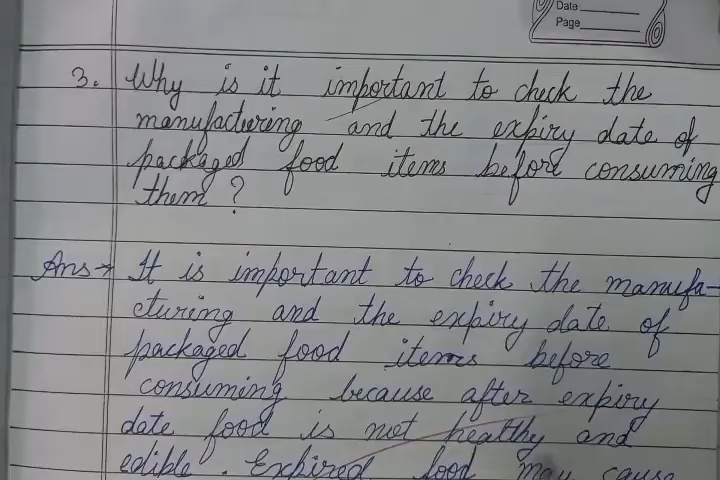 Date
Page
3. Why is it important to check the
manufacturing and the expiry date of
packaged food items before consuming
them ?
Ans→ It is important to check the manufa-
cturing and the expiry date of
packaged food items before
consuming because after expiry
date food is not healthy and
edible. Expired food may cause